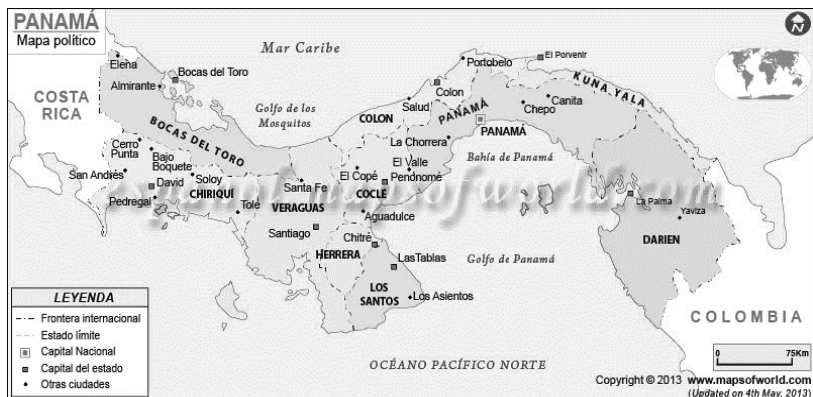 PANAMÁ
Mapa político
Mar Caribe
N
Elena
Almirante
Bocas del Toro
Portobelo
El Porvenir
COSTA
RICA
Golfo de los
Mosquitos
Colon
Salud
KUNA YALA
Canita
Chepo
COLON
PANAMÁ
PANAMÁ
BOCAS DEL TORO
La Chorrera
Cerro
Punta
Bajo
Boquete
El Valle
Bahía de Panamá
San Andrés
Soloy
El Copé
Penonomé
David
CHIRIQUÍ
Santa Fe
COCLÉ
Pedregal
Tolé
VERAGUAS
Aguadulce
La Palma
Yaviza
Santiago
Chitré
HERRERA
DARIEN
LasTablas
Golfo de Panamá
LOS
SANTOS
Los Asientos
COLOMBIA
LEYENDA
Frontera internacional
Estado límite
Capital Nacional
Capital del estado
Otras ciudades
OCÉANO PACÍFICO NORTE
0 75Km
Copyright © 2013 www.mapsofworld.com
(Updated on 4th May, 2013)
espanol.mapsofworld.com